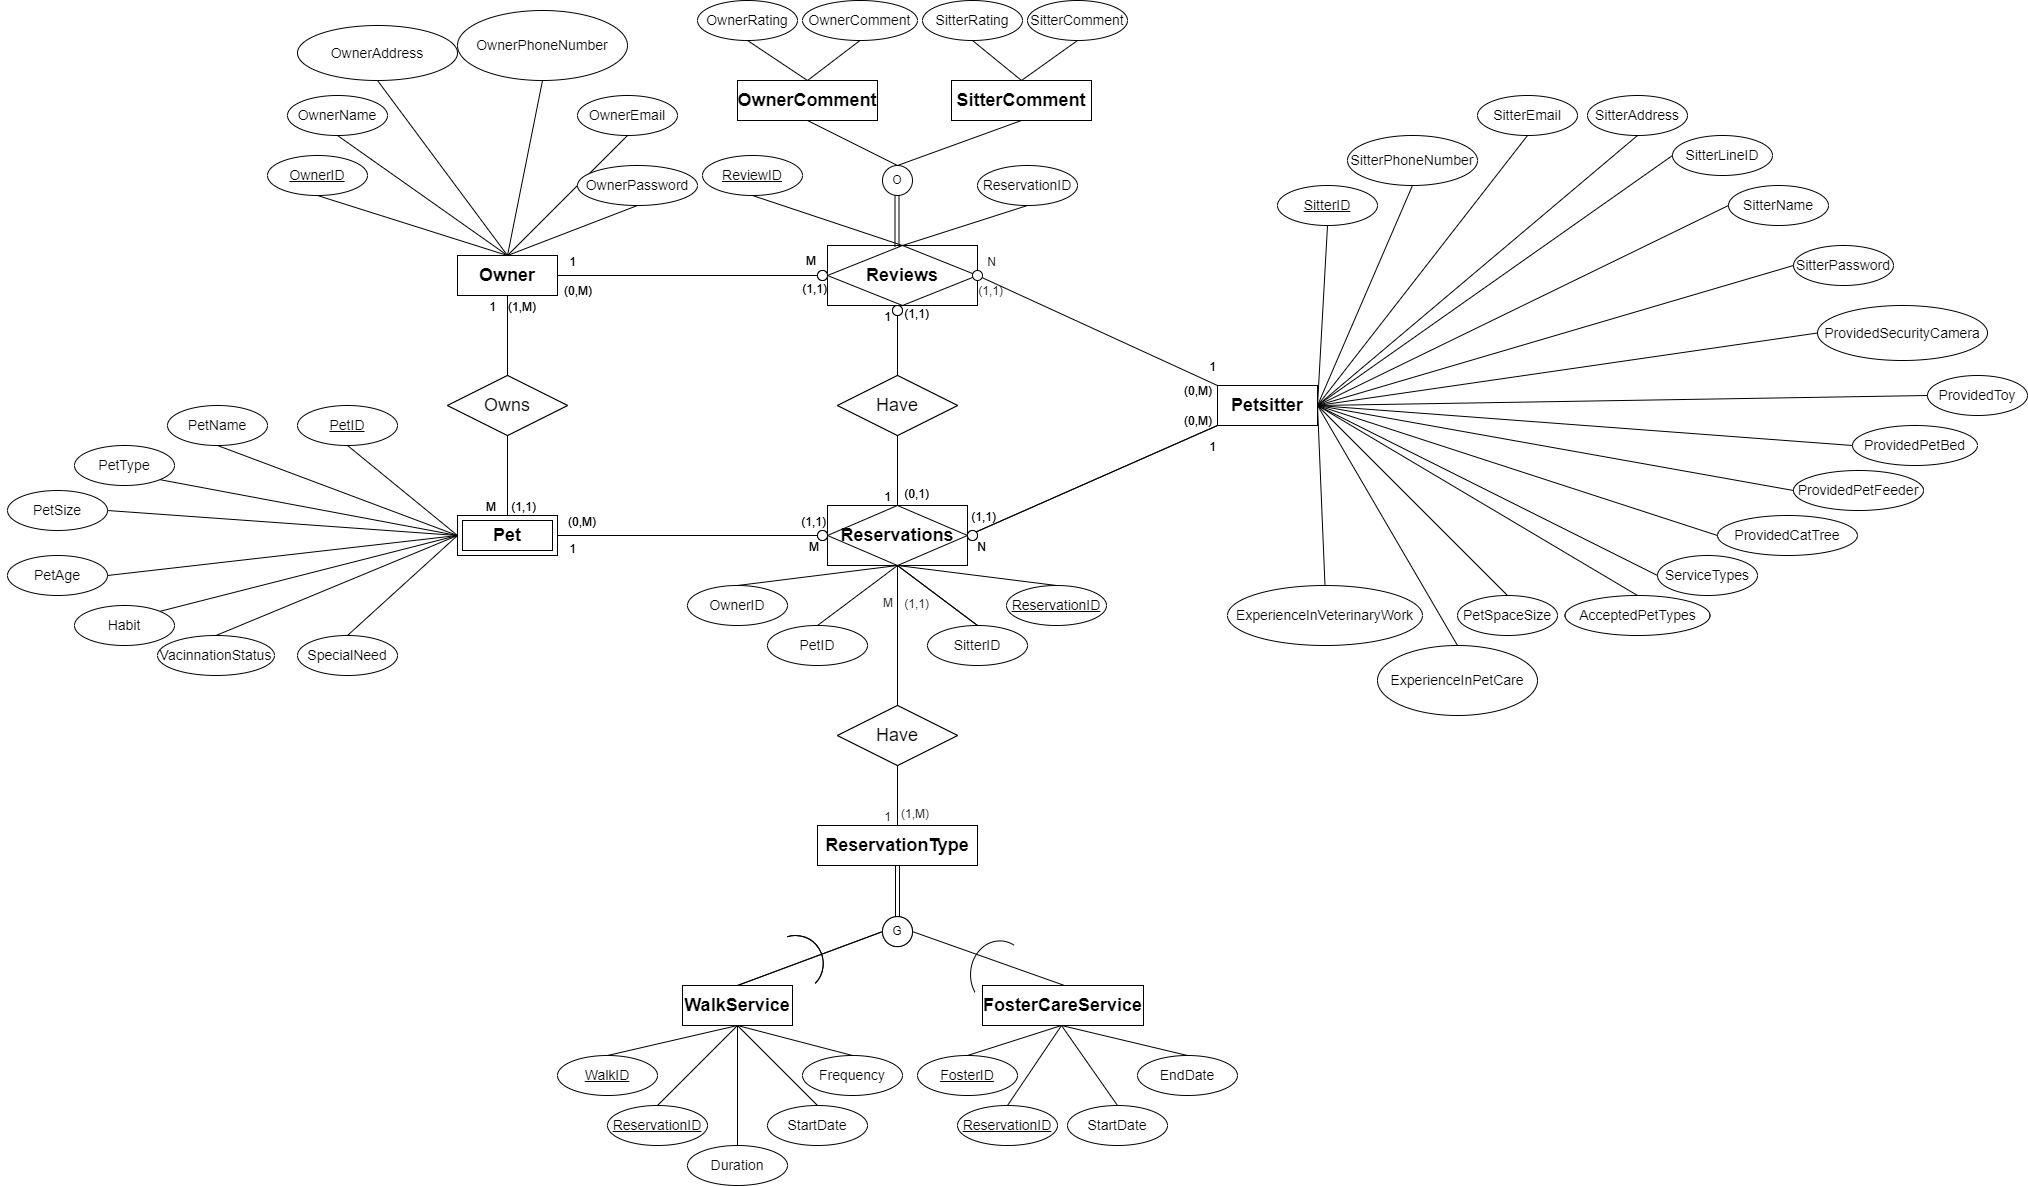 OwnerRating
OwnerComment
SitterRating
SitterComment
OwnerAddress
OwnerPhoneNumber
OwnerComment
SitterComment
OwnerName
OwnerEmail
SitterEmail
SitterAddress
SitterPhoneNumber
SitterLineID
OwnerID
OwnerPassword
ReviewID
O
ReservationID
SitterID
SitterName
Owner
1
(0,M)
M
(1,1)
Reviews
N
(1,1)
SitterPassword
1
(1,M)
1
(1,1)
ProvidedSecurityCamera
Owns
Have
1
(0,M)
Petsitter
(0,M)
1
ProvidedToy
PetName
PetID
ProvidedPetBed
PetType
ProvidedPetFeeder
PetSize
M
(1,1)
1
(0,1)
Pet
(0,M)
1
(1,1)
M
Reservations
(1,1)
N
ProvidedCatTree
PetAge
ServiceTypes
OwnerID
M
(1,1)
ReservationID
ExperienceInVeterinaryWork
PetSpaceSize
AcceptedPetTypes
Habit
VacinnationStatus
SpecialNeed
PetID
SitterID
ExperienceInPetCare
Have
1
(1,M)
ReservationType
G
WalkService
FosterCareService
WalkID
Frequency
FosterID
EndDate
ReservationID
StartDate
ReservationID
StartDate
Duration